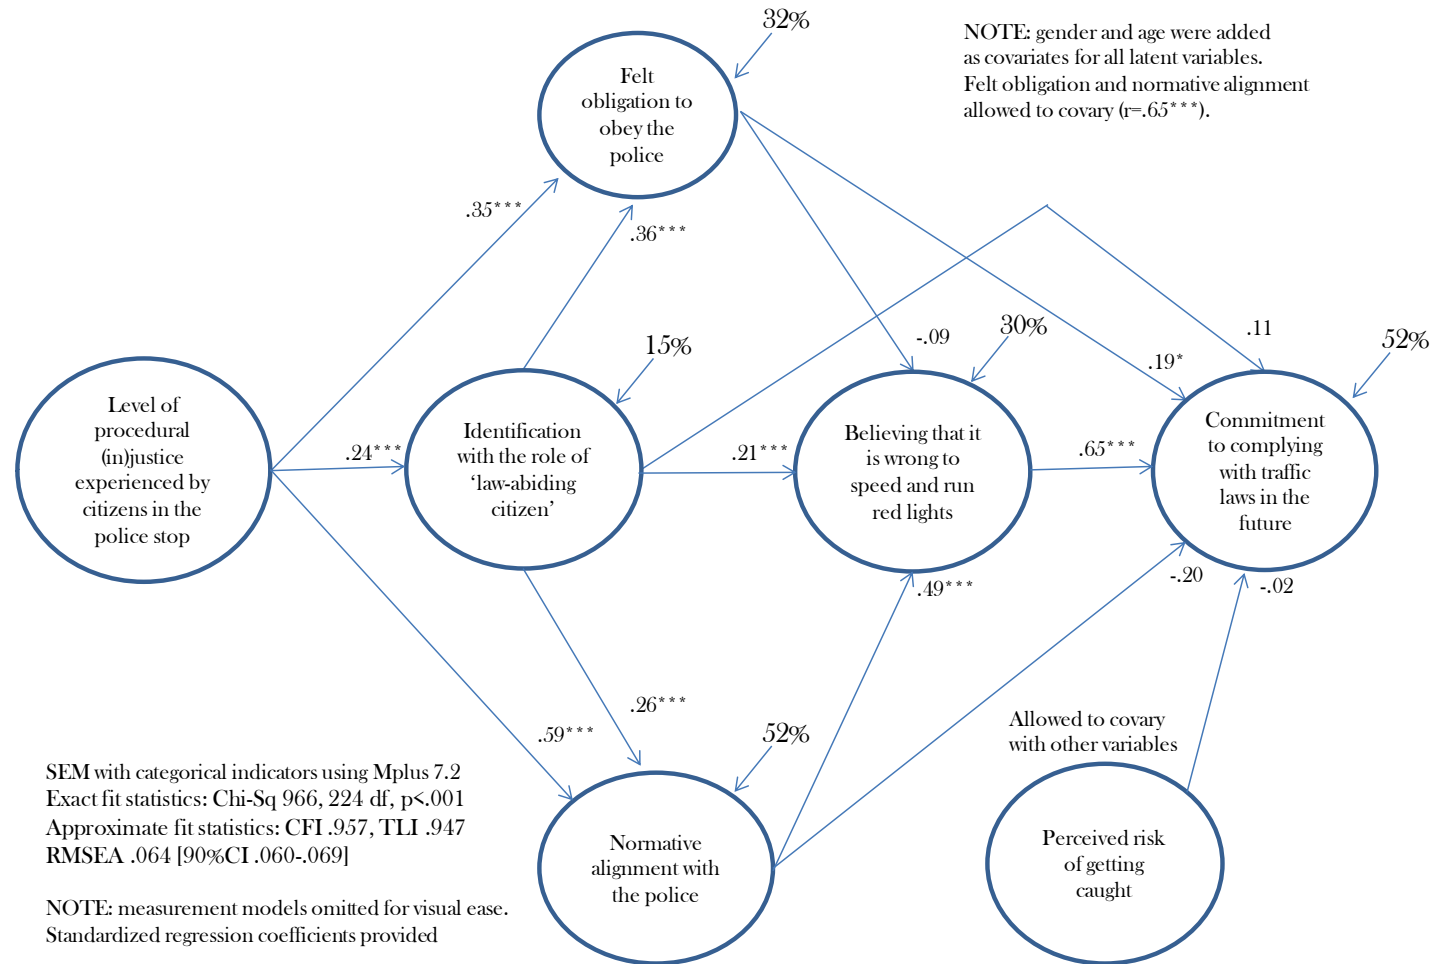 32%
NOTE: gender and age were added
as covariates for all latent variables.
Felt obligation and normative alignment
allowed to covary (r=.65***).
Felt
obligation to
obey the
police
.35***
.36***
15%
-.09
30%
.11
.19*
52%
Level of
procedural
(in)justice
experienced by
citizens in the
police stop
.24***
Identification
with the role of
‘law-abiding
citizen’
.21***
Believing that it
is wrong to
speed and run
red lights
.65***
Commitment
to complying
with traffic
laws in the
future
.49***
-.20
-.02
.26***
.59***
52%
Allowed to covary
with other variables
SEM with categorical indicators using Mplus 7.2
Exact fit statistics: Chi-Sq 966, 224 df, p<.001
Approximate fit statistics: CFI .957, TLI .947
RMSEA .064 [90%CI .060-.069]
NOTE: measurement models omitted for visual ease.
Standardized regression coefficients provided
Normative
alignment with
the police
Perceived risk
of getting
caught